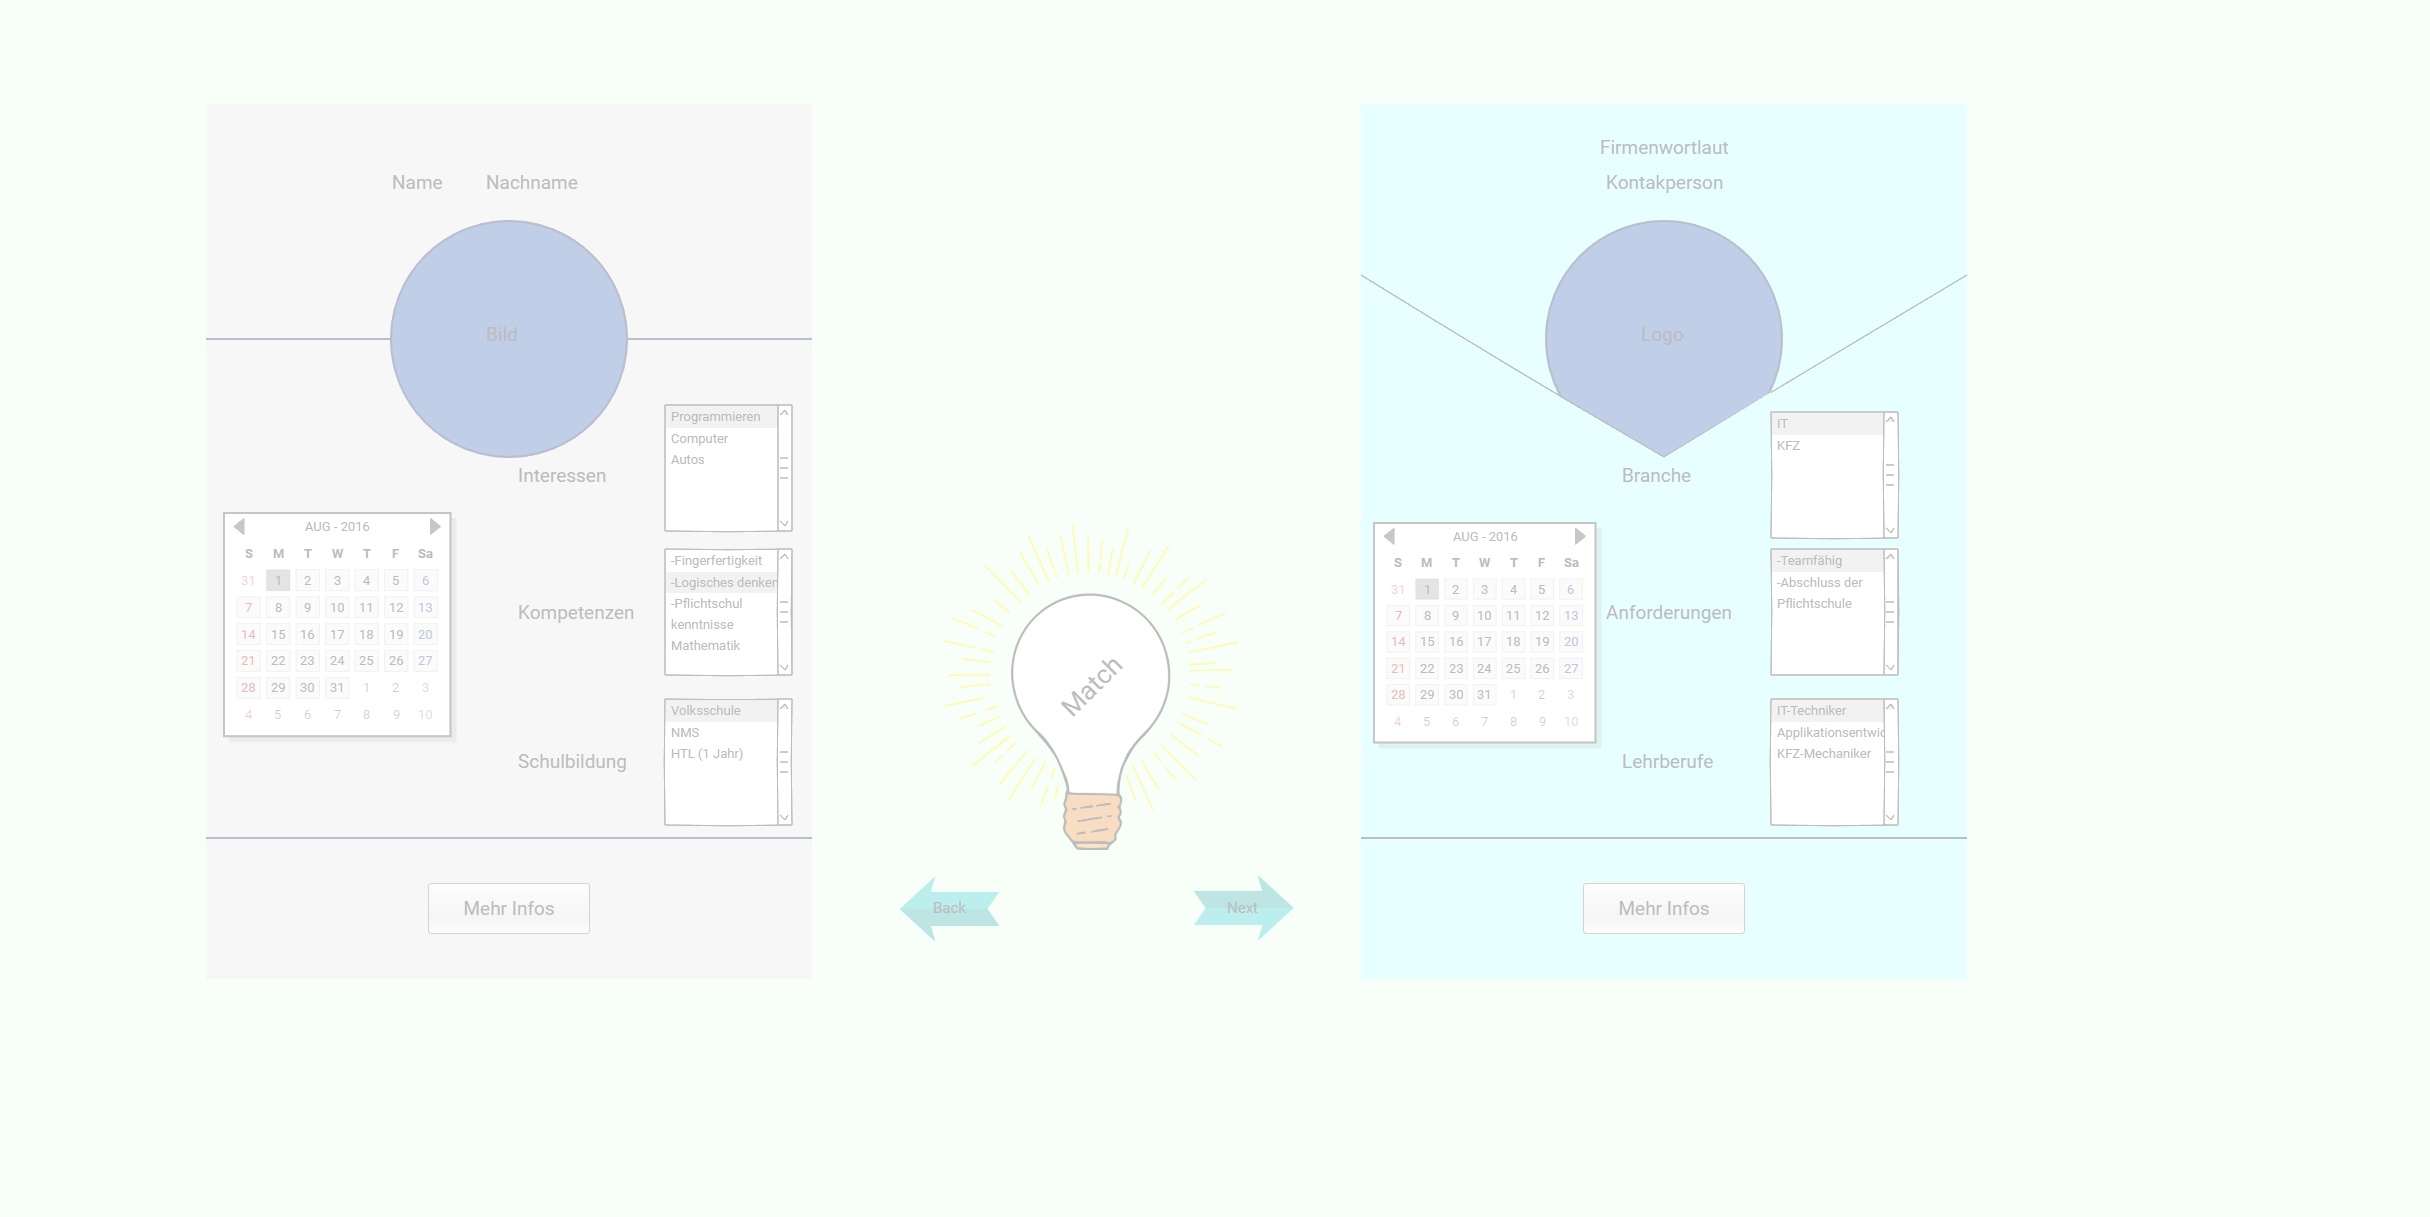 Name Nachname
Bild
Interessen
Programmieren
Computer
Autos
AUG - 2016
S M T W T F Sa
31 1 2 3 4 5 6
7 8 9 10 11 12 13
14 15 16 17 18 19 20
21 22 23 24 25 26 27
28 29 30 31 1 2 3
4 5 6 7 8 9 10
Kompetenzen
-Fingerfertigkeit
-Logisches denken
-Pflichtschul
kenntnisse
Mathematik
Schulbildung
Volksschule
NMS
HTL (1 Jahr)
Mehr Infos
Match
Back
Next
Firmenwortlaut
Kontakperson
Logo
Branche
IT
KFZ
AUG - 2016
S M T W T F Sa
31 1 2 3 4 5 6
7 8 9 10 11 12 13
14 15 16 17 18 19 20
21 22 23 24 25 26 27
28 29 30 31 1 2 3
4 5 6 7 8 9 10
Anforderungen
-Teamfähig
-Abschluss der
Pflichtschule
Lehrberufe
IT-Techniker
Applikationsentwic
KFZ-Mechaniker
Mehr Infos